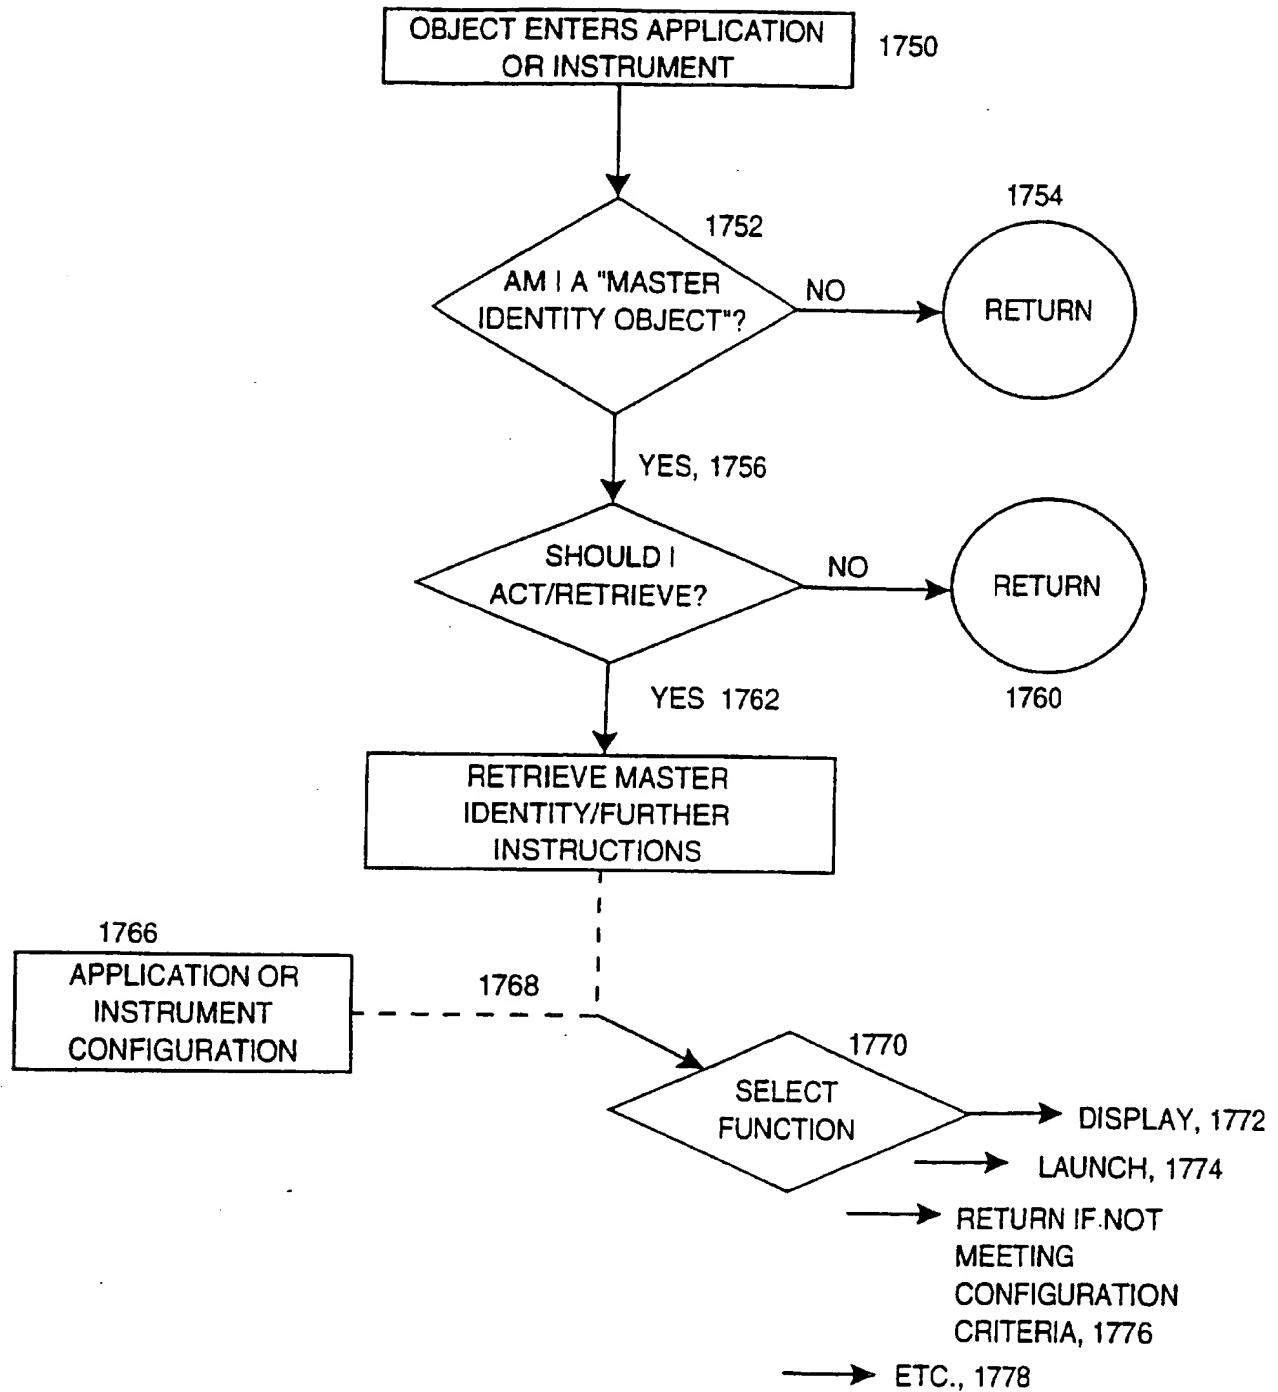 OBJECT ENTERS APPLICATION
OR INSTRUMENT
1750
1752
1754
AM I A "MASTER
IDENTITY OBJECT"?
NO
RETURN
YES, 1756
SHOULD I
ACT/RETRIEVE?
NO
RETURN
1760
YES 1762
RETRIEVE MASTER
IDENTITY/FURTHER
INSTRUCTIONS
1766
APPLICATION OR
INSTRUMENT
CONFIGURATION
1768
1770
SELECT
FUNCTION
DISPLAY, 1772
LAUNCH, 1774
RETURN IF NOT
MEETING
CONFIGURATION
CRITERIA, 1776
ETC., 1778